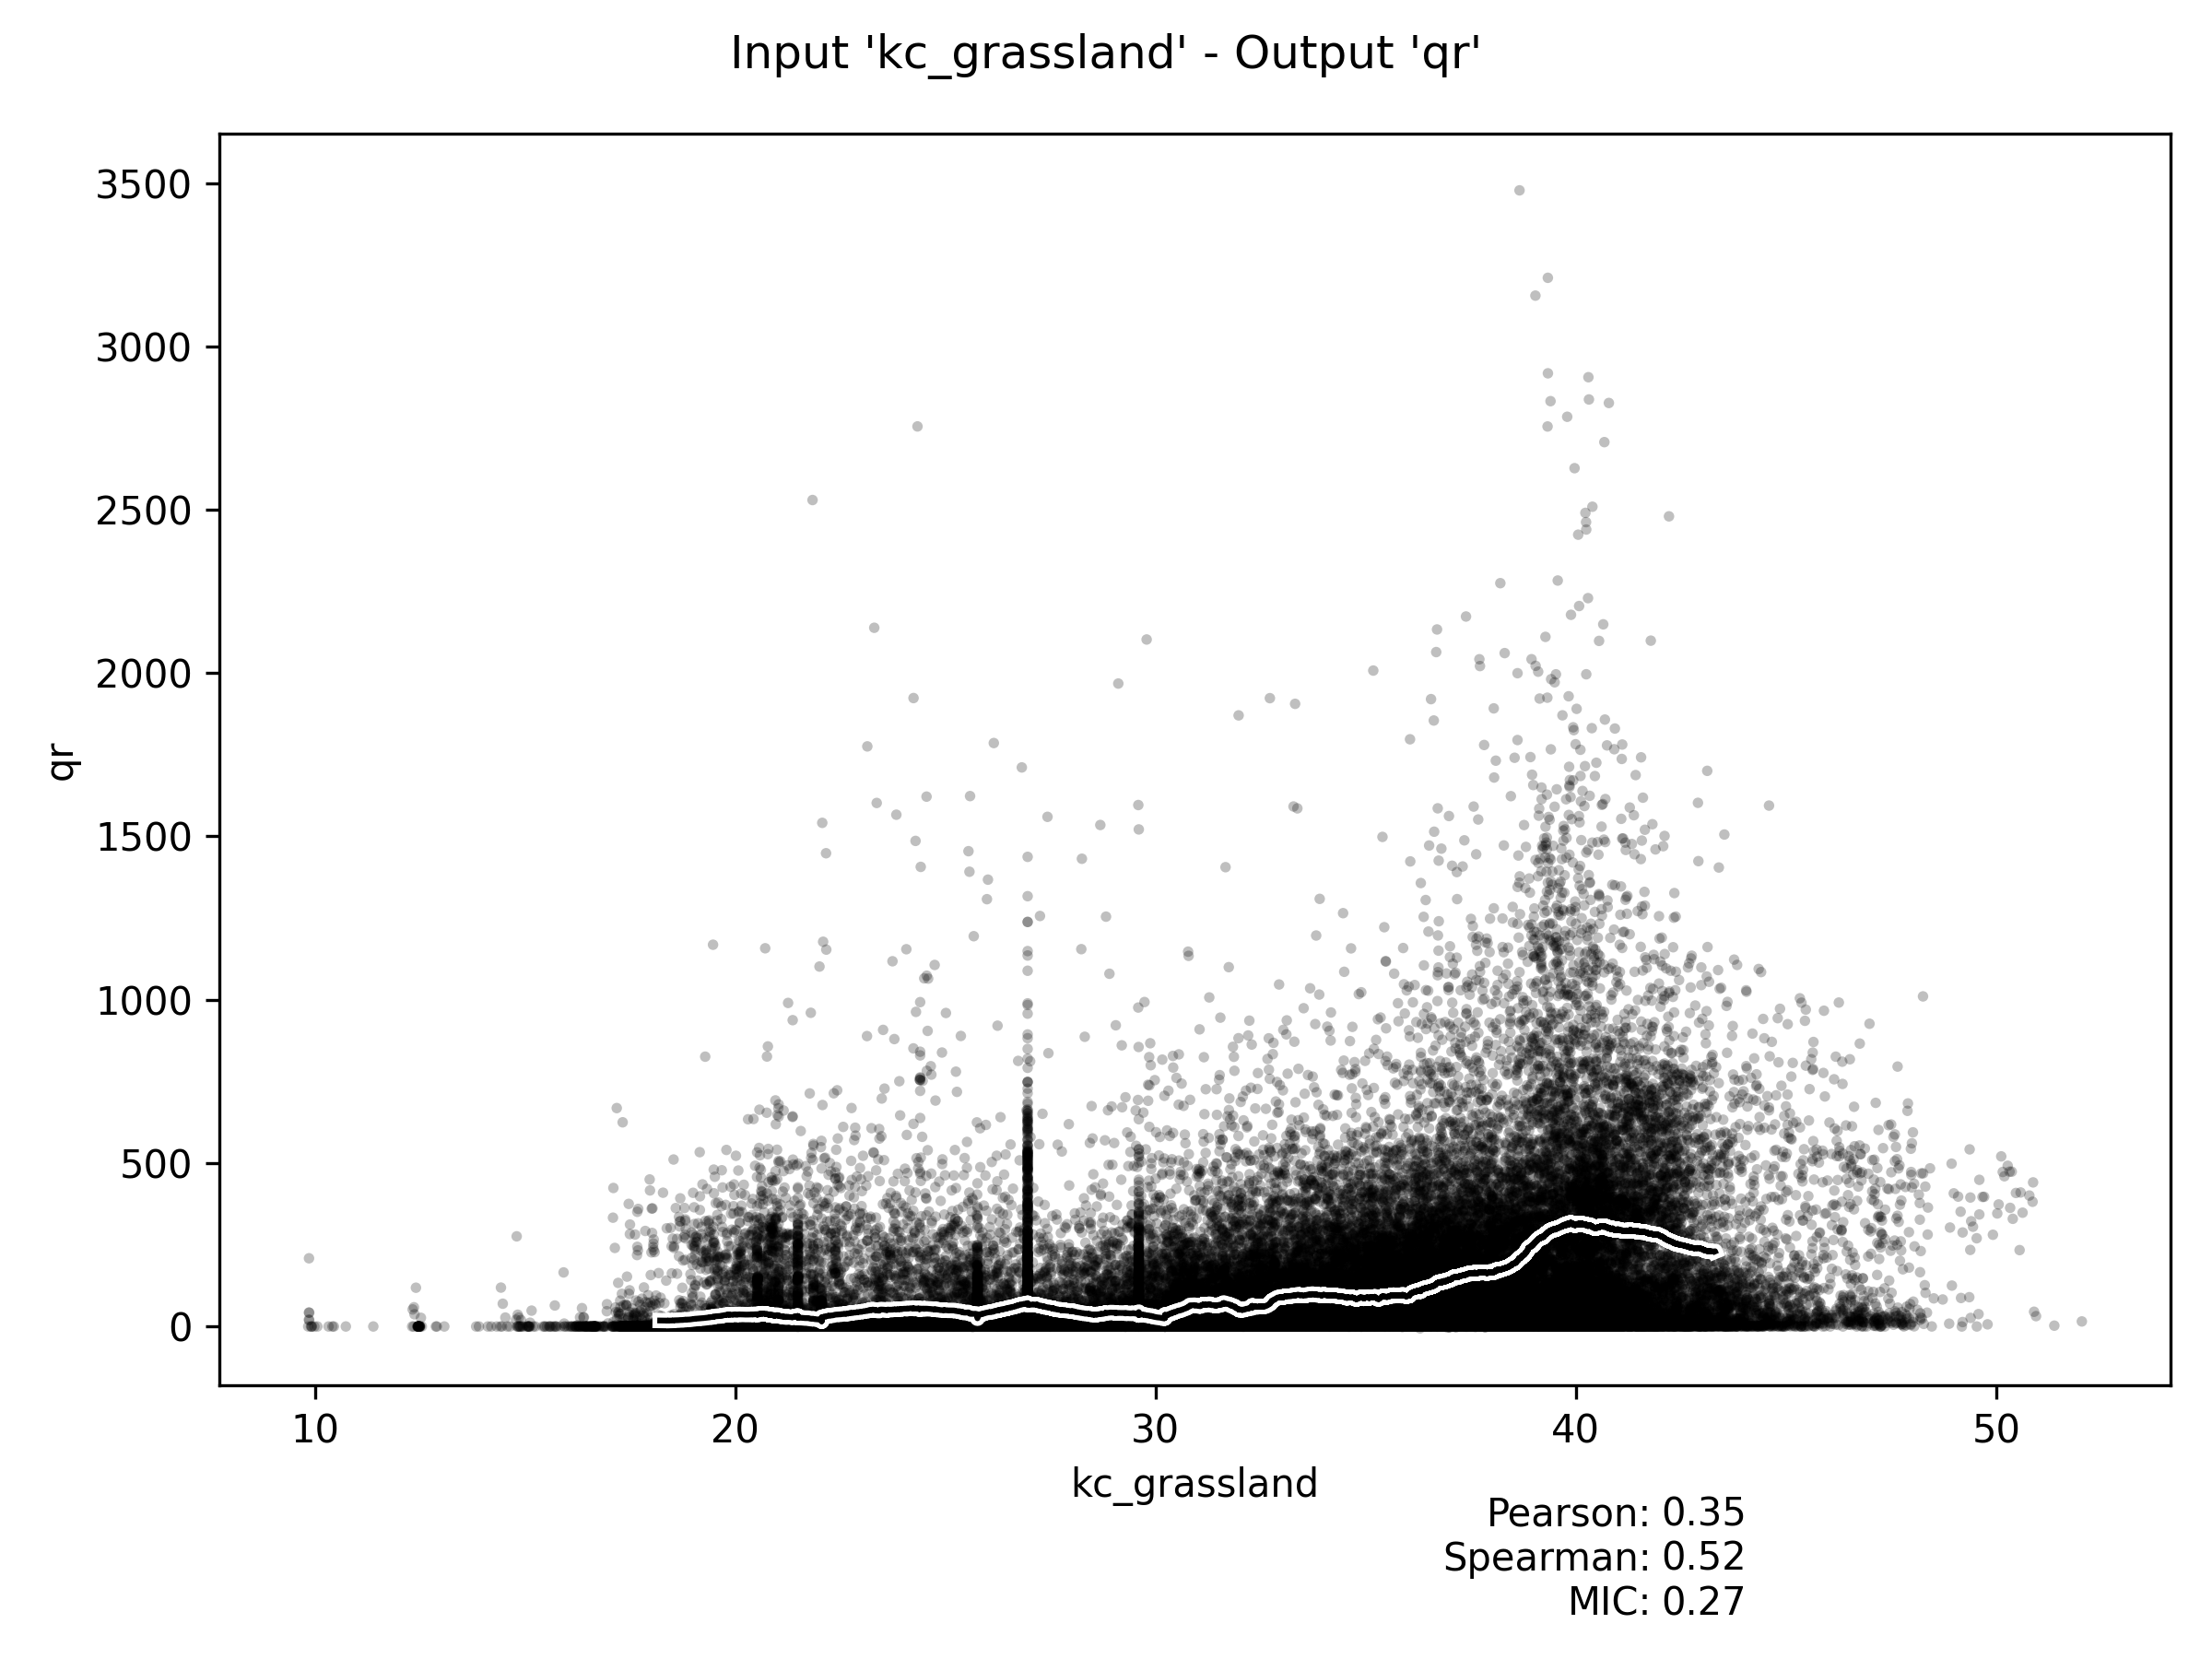 Input 'kc_grassland' - Output 'qr'
3500
3000
2500
2000
1500
1000
500
0
qr
10 20 30 40 50
kc_grassland
Pearson: 0.35
Spearman: 0.52
MIC: 0.27